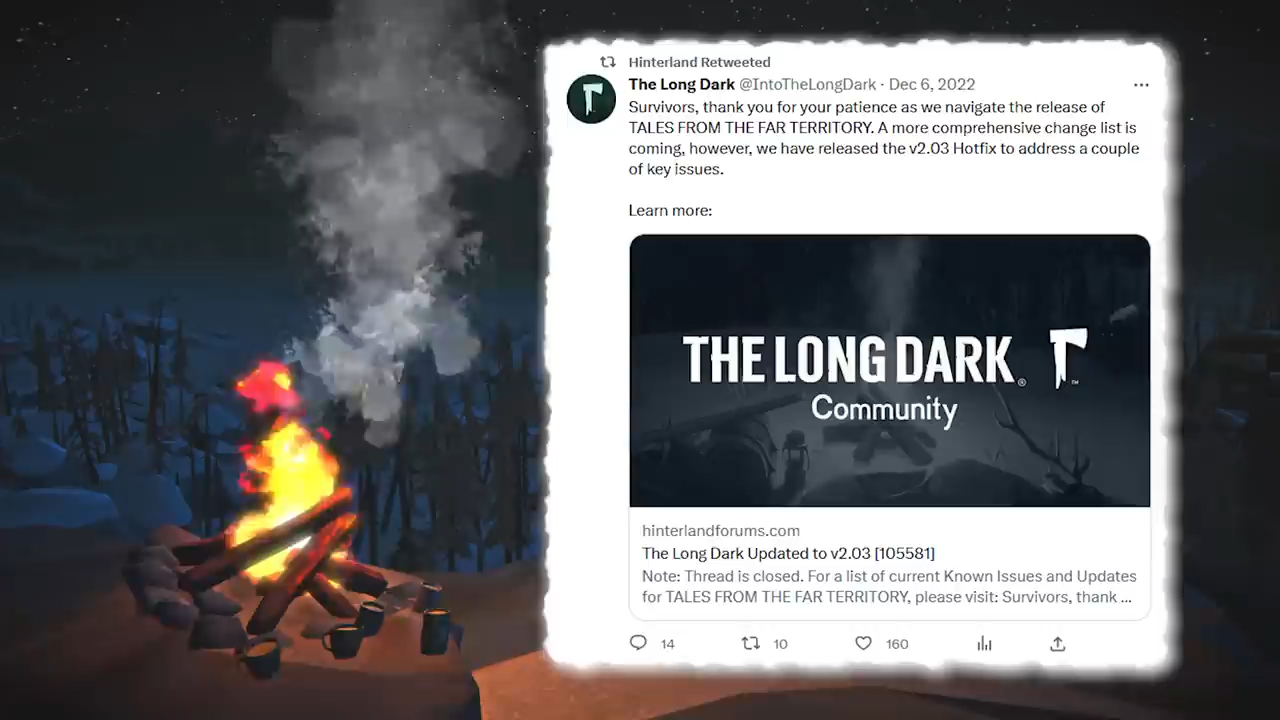 Hinterland Retweeted
The Long Dark @IntoTheLongDark · Dec 6, 2022
Survivors, thank you for your patience as we navigate the release of
TALES FROM THE FAR TERRITORY. A more comprehensive change list is
coming, however, we have released the v2.03 Hotfix to address a couple
of key issues.
Learn more:
THE LONG DARK®
™
Community
hinterlandforums.com
The Long Dark Updated to v2.03 [105581]
Note: Thread is closed. For a list of current Known Issues and Updates
for TALES FROM THE FAR TERRITORY, please visit: Survivors, thank ...
14 10 160